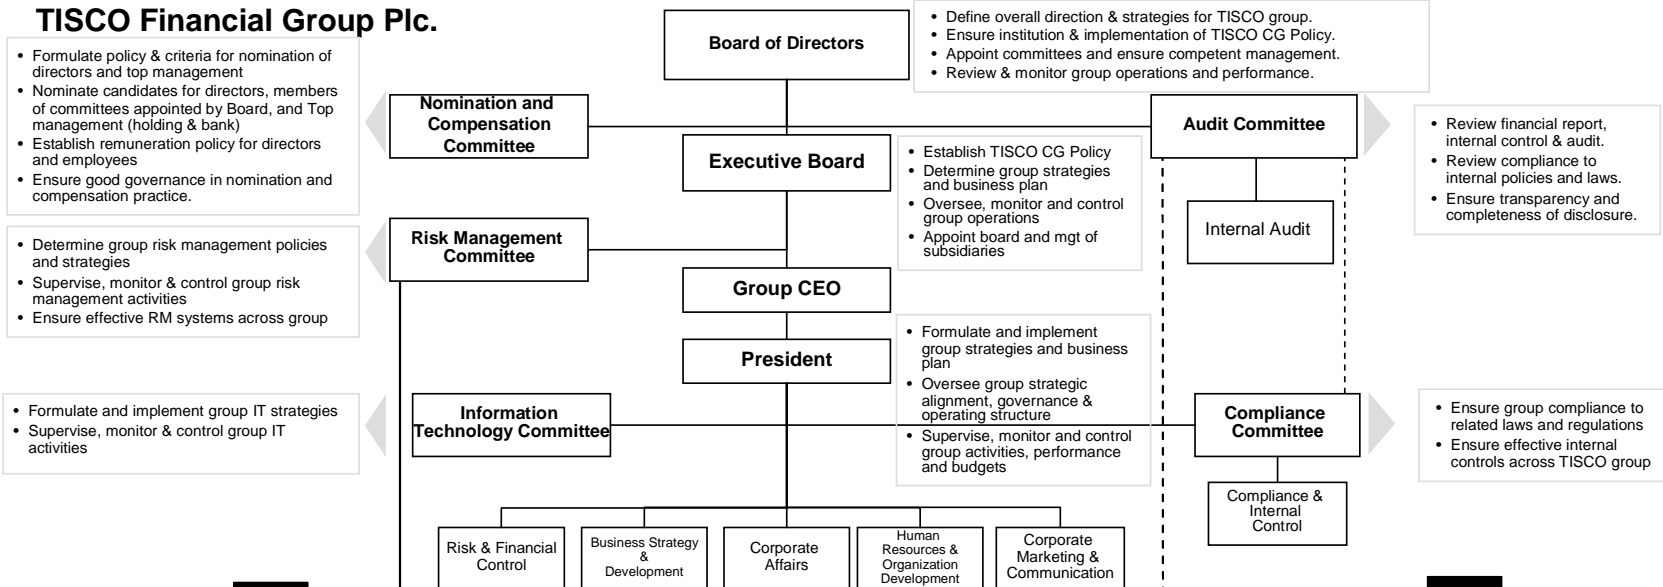 TISCO Financial Group Plc.
Board of Directors
• Define overall direction & strategies for TISCO group.
• Ensure institution & implementation of TISCO CG Policy.
• Appoint committees and ensure competent management.
• Review & monitor group operations and performance.
• Formulate policy & criteria for nomination of
directors and top management
• Nominate candidates for directors, members
of committees appointed by Board, and Top
management (holding & bank)
• Establish remuneration policy for directors
and employees
• Ensure good governance in nomination and
compensation practice.
Nomination and
Compensation
Committee
Audit Committee
• Review financial report,
internal control & audit.
• Review compliance to
internal policies and laws.
• Ensure transparency and
completeness of disclosure.
Executive Board
• Establish TISCO CG Policy
• Determine group strategies
and business plan
• Oversee, monitor and control
group operations
• Appoint board and mgt of
subsidiaries
Internal Audit
• Determine group risk management policies
and strategies
• Supervise, monitor & control group risk
management activities
• Ensure effective RM systems across group
Risk Management
Committee
Group CEO
President
• Formulate and implement
group strategies and business
plan
• Oversee group strategic
alignment, governance &
operating structure
• Supervise, monitor and control
group activities, performance
and budgets
• Formulate and implement group IT strategies
• Supervise, monitor & control group IT
activities
Information
Technology Committee
Compliance
Committee
• Ensure group compliance to
related laws and regulations
• Ensure effective internal
controls across TISCO group
Compliance &
Internal
Control
Risk & Financial
Control
Business Strategy
&
Development
Corporate
Affairs
Human
Resources &
Organization
Development
Corporate
Marketing &
Communication